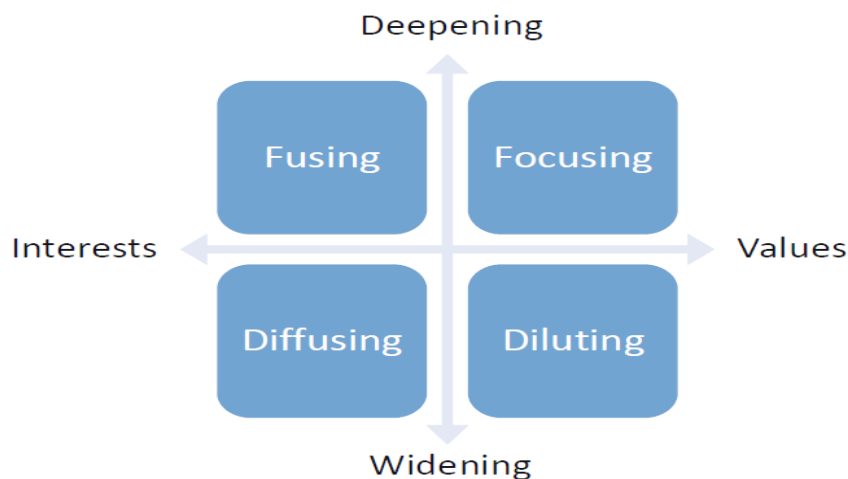 Deepening
Fusing
Focusing
Interests
Values
Diffusing
Diluting
Widening